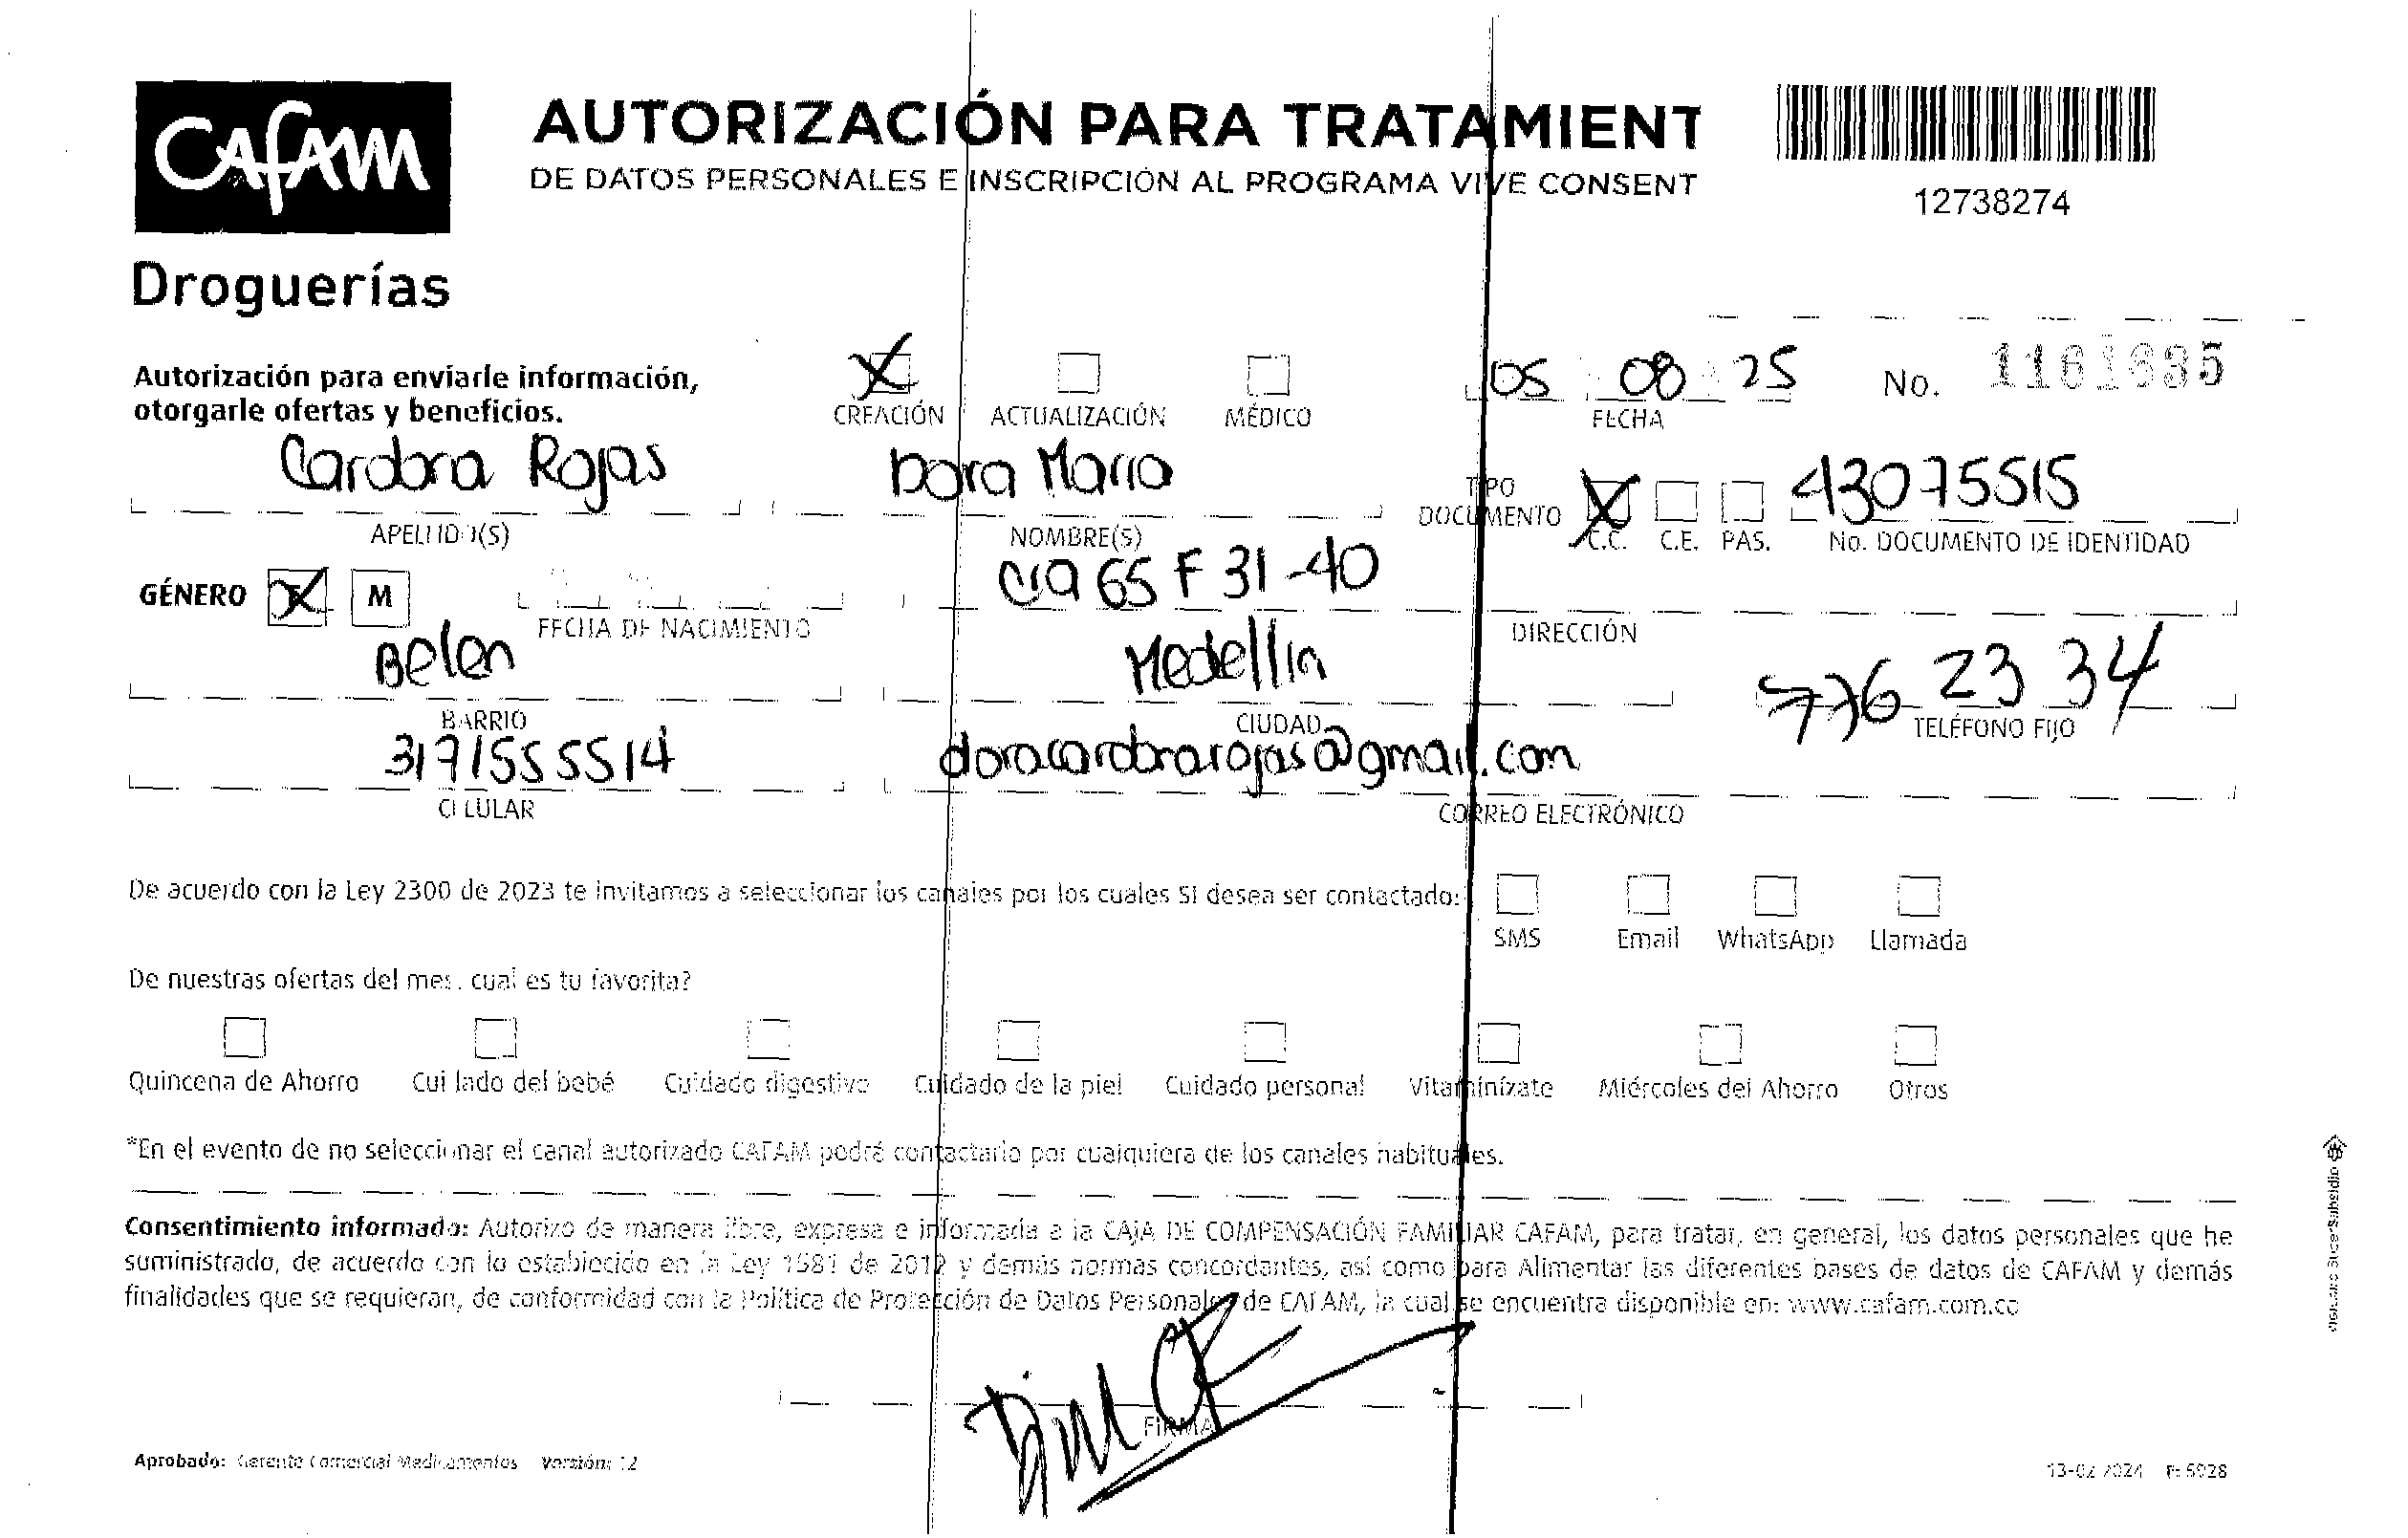 CAFAM
Droguerías
AUTORIZACIÓN PARA TRATAMIENT
DE DATOS PERSONALES E INSCRIPCIÓN AL PROGRAMA VIVE CONSENT
12738274
Autorización para enviarle información,
otorgarle ofertas y beneficios.
X CREACIÓN ACTUALIZACIÓN MÉDICO
05 08 25
FECHA
No. 1161635
Cardona Rojas
APELLIDO(S)
Dora Maria
NOMBRE(S)
TIPO DOCUMENTO X C.C. C.E. PAS.
43075515
No. DOCUMENTO DE IDENTIDAD
GÉNERO F M
FECHA DE NACIMIENTO
65 F 31-40
DIRECCIÓN
Belen
BARRIO
Medellin
CIUDAD
23 34
TELÉFONO FIJO
3171555514
CELULAR
doracardonarojas@gmail.com
CORREO ELECTRÓNICO
De acuerdo con la Ley 2300 de 2023 te invitamos a seleccionar los canales por los cuales SI desea ser contactado:
SMS Email WhatsApp Llamada
De nuestras ofertas del mes, cual es tu favorita?
Quincena de Ahorro Cuidado del bebé Cuidado digestivo Cuidado de la piel Cuidado personal Vitamínízate Miércoles del Ahorro Otros
*En el evento de no seleccionar el canal autorizado CAFAM podrá contactarlo por cualquiera de los canales habituales.
Consentimiento informado: Autorizo de manera libre, expresa e informada a la CAJA DE COMPENSACIÓN FAMILIAR CAFAM, para tratar, en general, los datos personales que he
suministrado, de acuerdo con lo establecido en la Ley 1581 de 2012 y demás normas concordantes, así como para Alimentar las diferentes bases de datos de CAFAM y demás
finalidades que se requieran, de conformidad con la Política de Protección de Datos Personales de CAFAM, la cual se encuentra disponible en: www.cafam.com.co
FIRMA
Aprobado: Gerente Comercial Medicamentos Versión: 12
13-02 2024 F: 5928